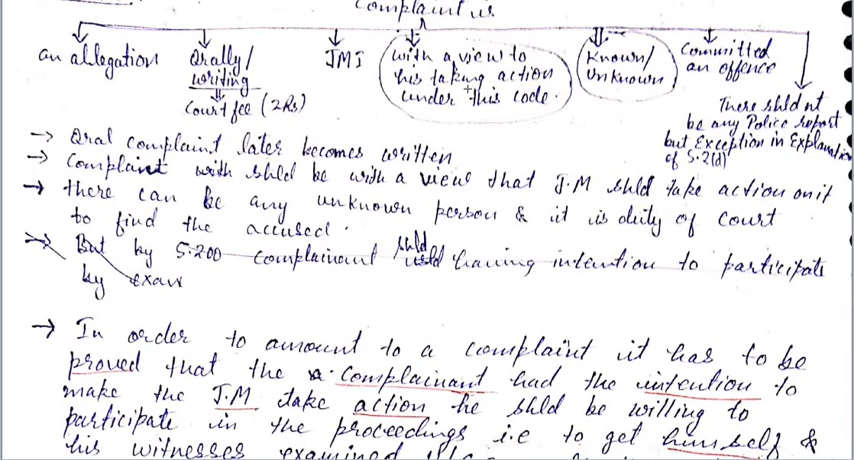 Complaint is
an allegation
Orally/
writing
Court fee (2Rs)
JMI
with a view to
his taking action
under this code.
Known/
Unknown
Committed
an offence
There shld nt
be any Police report
but Exception in Explanation
of S.2(d)
→ Oral complaint later becomes written
→ Complaint with shld be with a view that J.M shld take action on it
→ there can be any unknown person & it is duty of court
to find the accused.
→ But by S.200 complainant shld having intention to participate
by exam
→ In order to amount to a complaint it has to be
proved that the complainant had the intention to
make the J.M take action he shld be willing to
participate in the proceedings i.e to get himself &
his witnesses examined